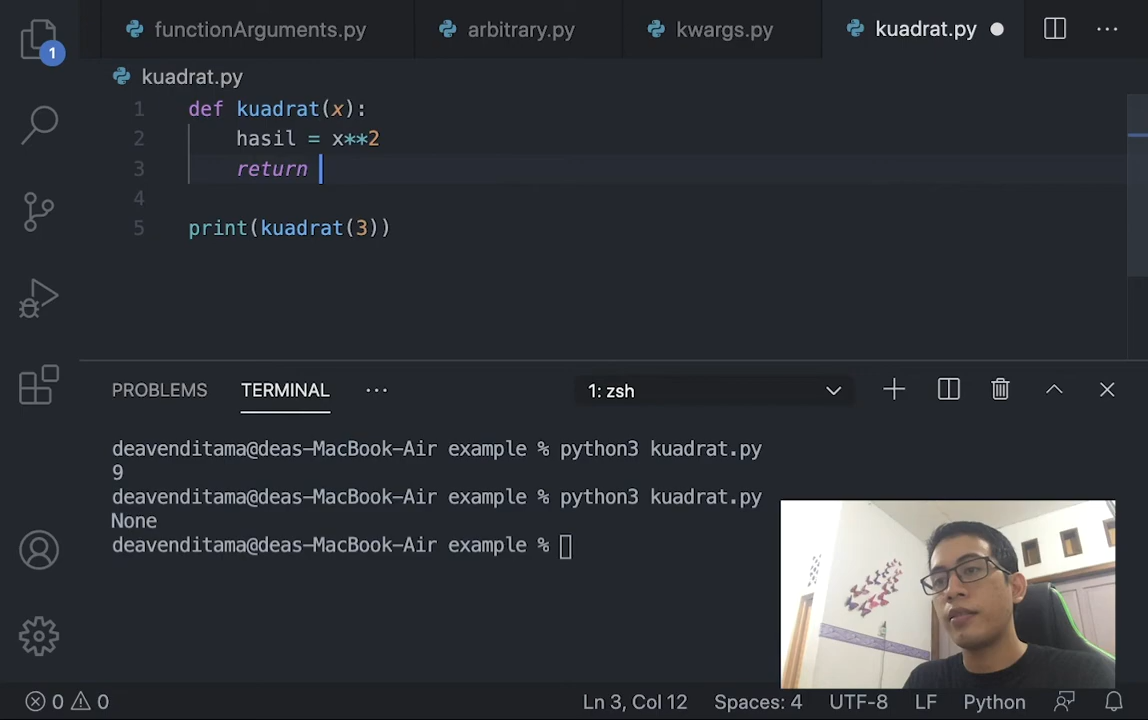 functionArguments.py arbitrary.py kwargs.py kuadrat.py
1
kuadrat.py
1 def kuadrat(x):
2 hasil = x**2
3 return
4
5 print(kuadrat(3))
PROBLEMS TERMINAL ··· 1: zsh
deavenditama@deas-MacBook-Air example % python3 kuadrat.py
9
deavenditama@deas-MacBook-Air example % python3 kuadrat.py
None
deavenditama@deas-MacBook-Air example %
0 0 Ln 3, Col 12 Spaces: 4 UTF-8 LF Python